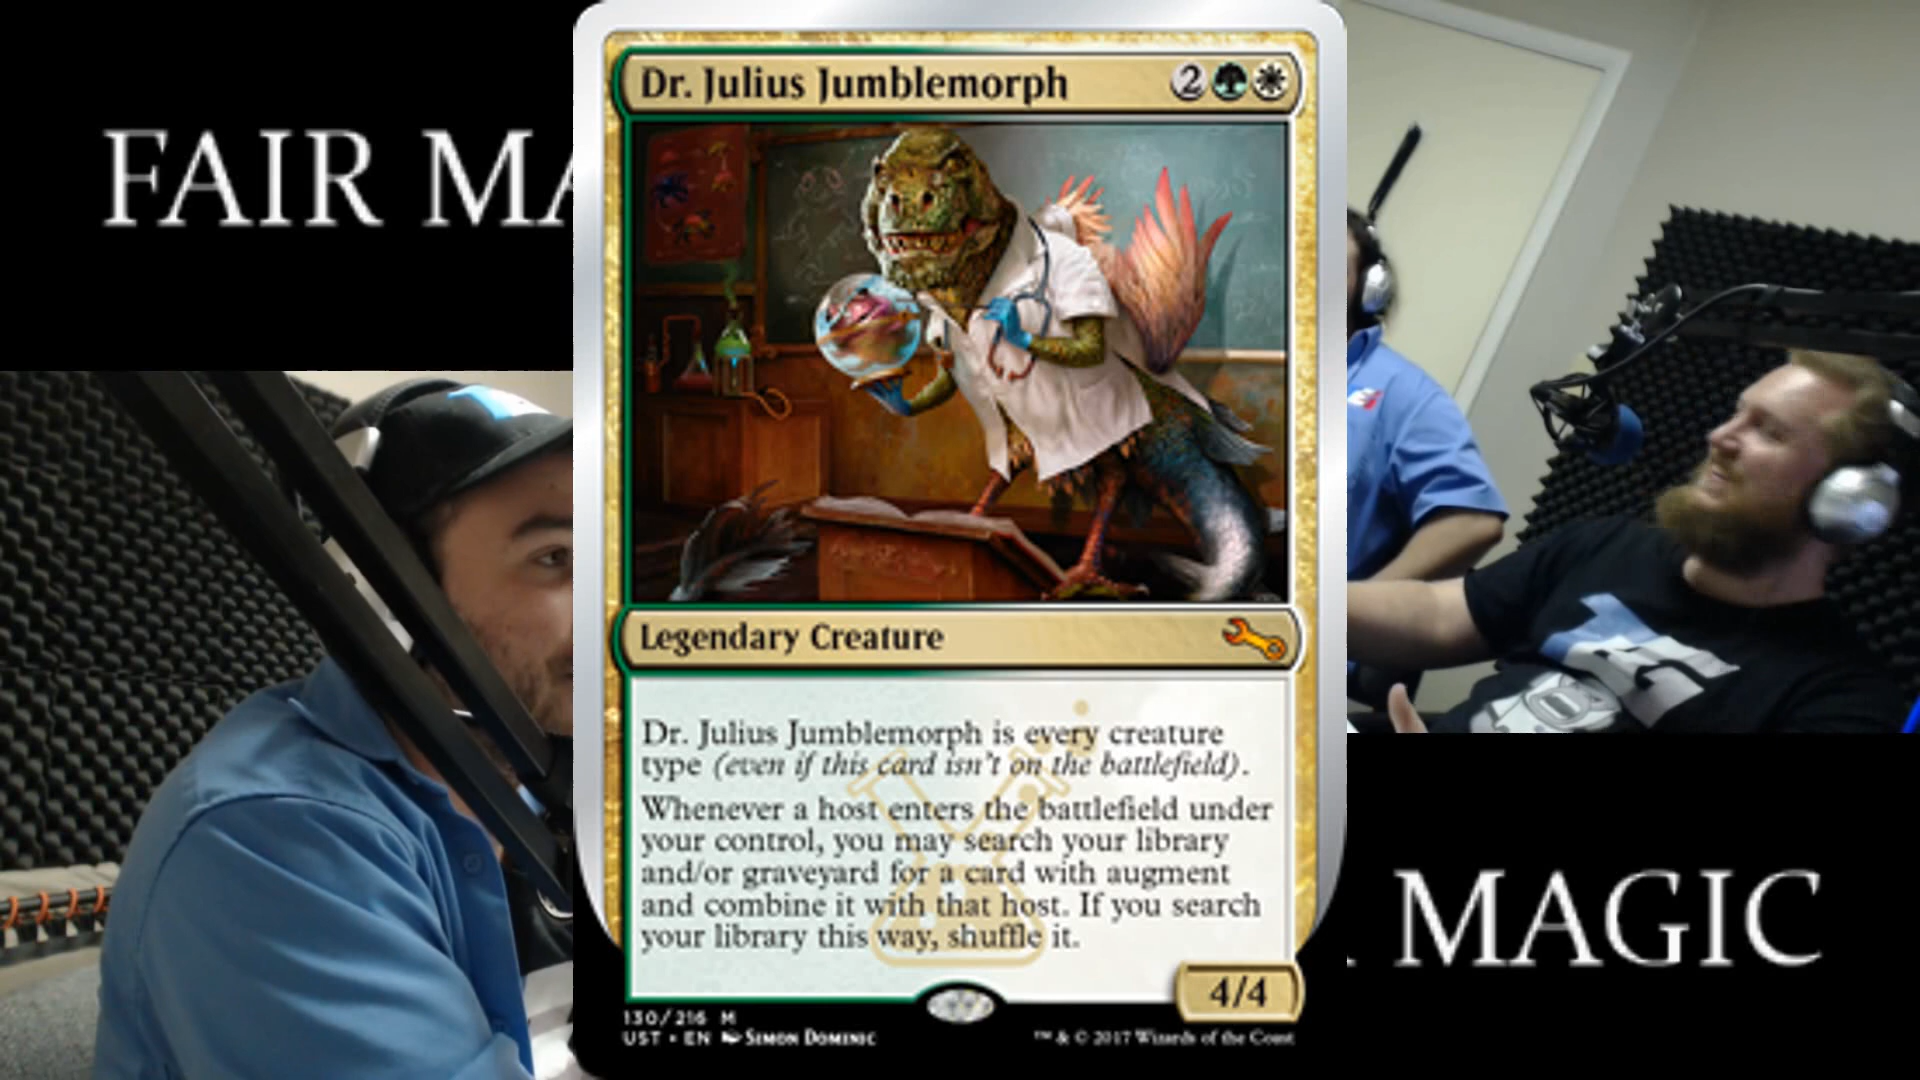 FAIR MA
Dr. Julius Jumblemorph 2
Legendary Creature
Dr. Julius Jumblemorph is every creature
type (even if this card isn't on the battlefield).
Whenever a host enters the battlefield under
your control, you may search your library
and/or graveyard for a card with augment
and combine it with that host. If you search
your library this way, shuffle it.
4/4
130/216 M
UST • EN Simon Dominic
™ & © 2017 Wizards of the Coast
MAGIC